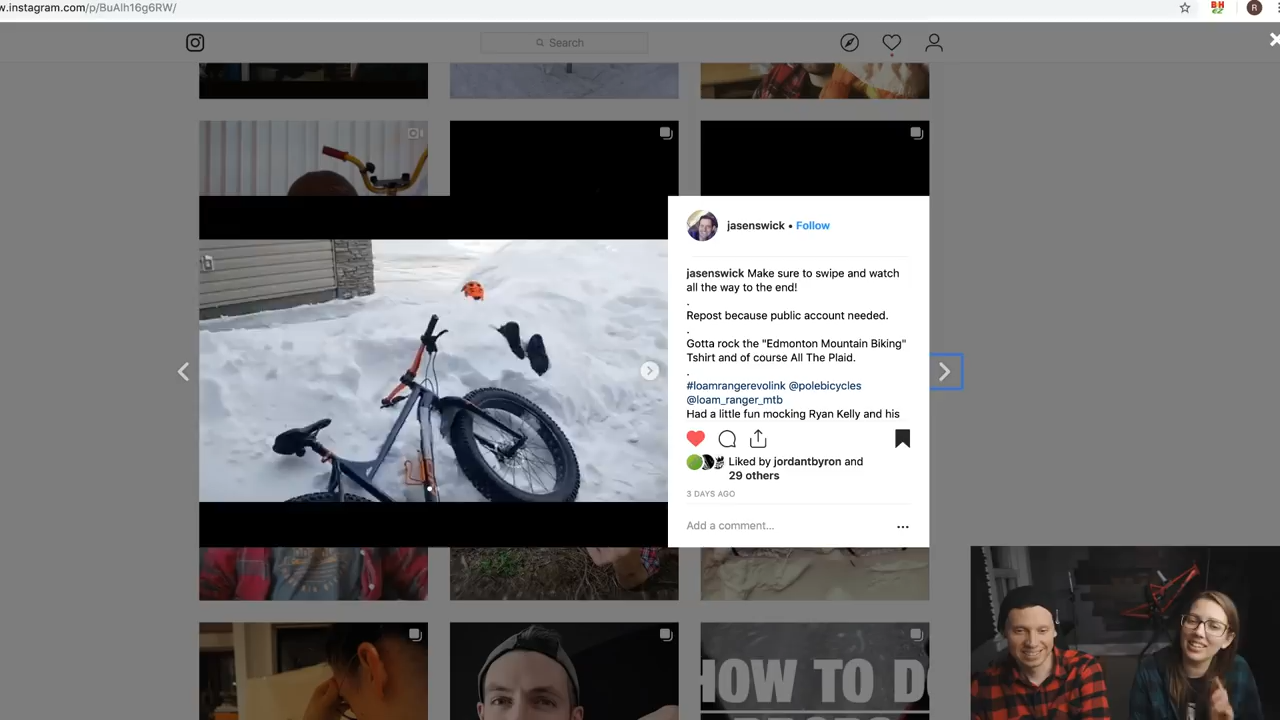 w.instagram.com/p/BuAlh16g6RW/
R
Search
jasenswick • Follow
jasenswick Make sure to swipe and watch
all the way to the end!
.
Repost because public account needed.
.
Gotta rock the "Edmonton Mountain Biking"
Tshirt and of course All The Plaid.
.
#loamrangerevolink @polebicycles
@loam_ranger_mtb
Had a little fun mocking Ryan Kelly and his
Liked by jordantbyron and
29 others
3 DAYS AGO
Add a comment...
HOW TO DO